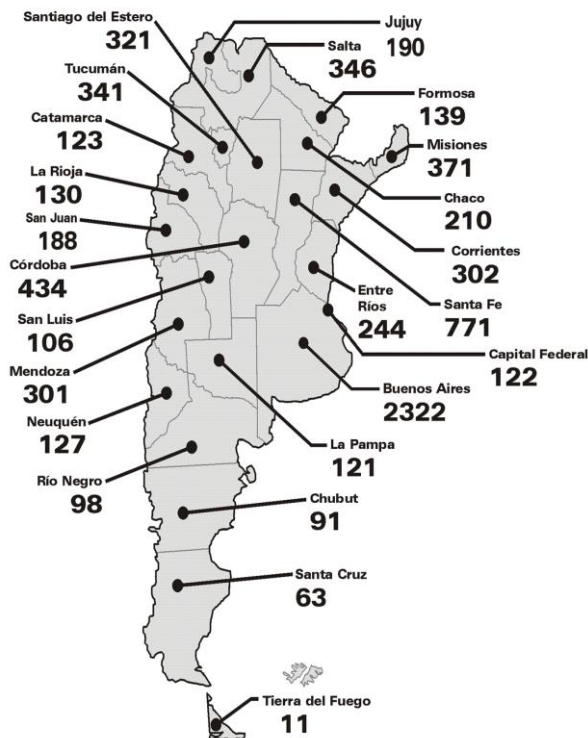 Santiago del Estero
321
Jujuy
190
Salta
346
Tucumán
341
Formosa
139
Catamarca
123
Misiones
371
La Rioja
130
Chaco
210
San Juan
188
Corrientes
302
Córdoba
434
Entre
Ríos
244
Santa Fe
771
San Luis
106
Capital Federal
122
Mendoza
301
Buenos Aires
2322
Neuquén
127
La Pampa
121
Río Negro
98
Chubut
91
Santa Cruz
63
Tierra del Fuego
11